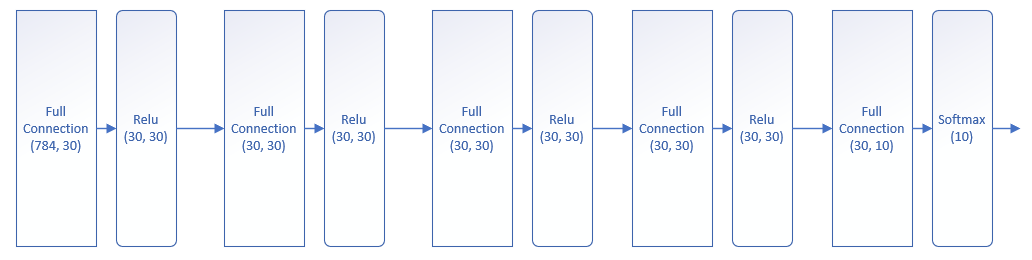 Full
Connection
(784, 30)
Relu
(30, 30)
Full
Connection
(30, 30)
Relu
(30, 30)
Full
Connection
(30, 30)
Relu
(30, 30)
Full
Connection
(30, 30)
Relu
(30, 30)
Full
Connection
(30, 10)
Softmax
(10)